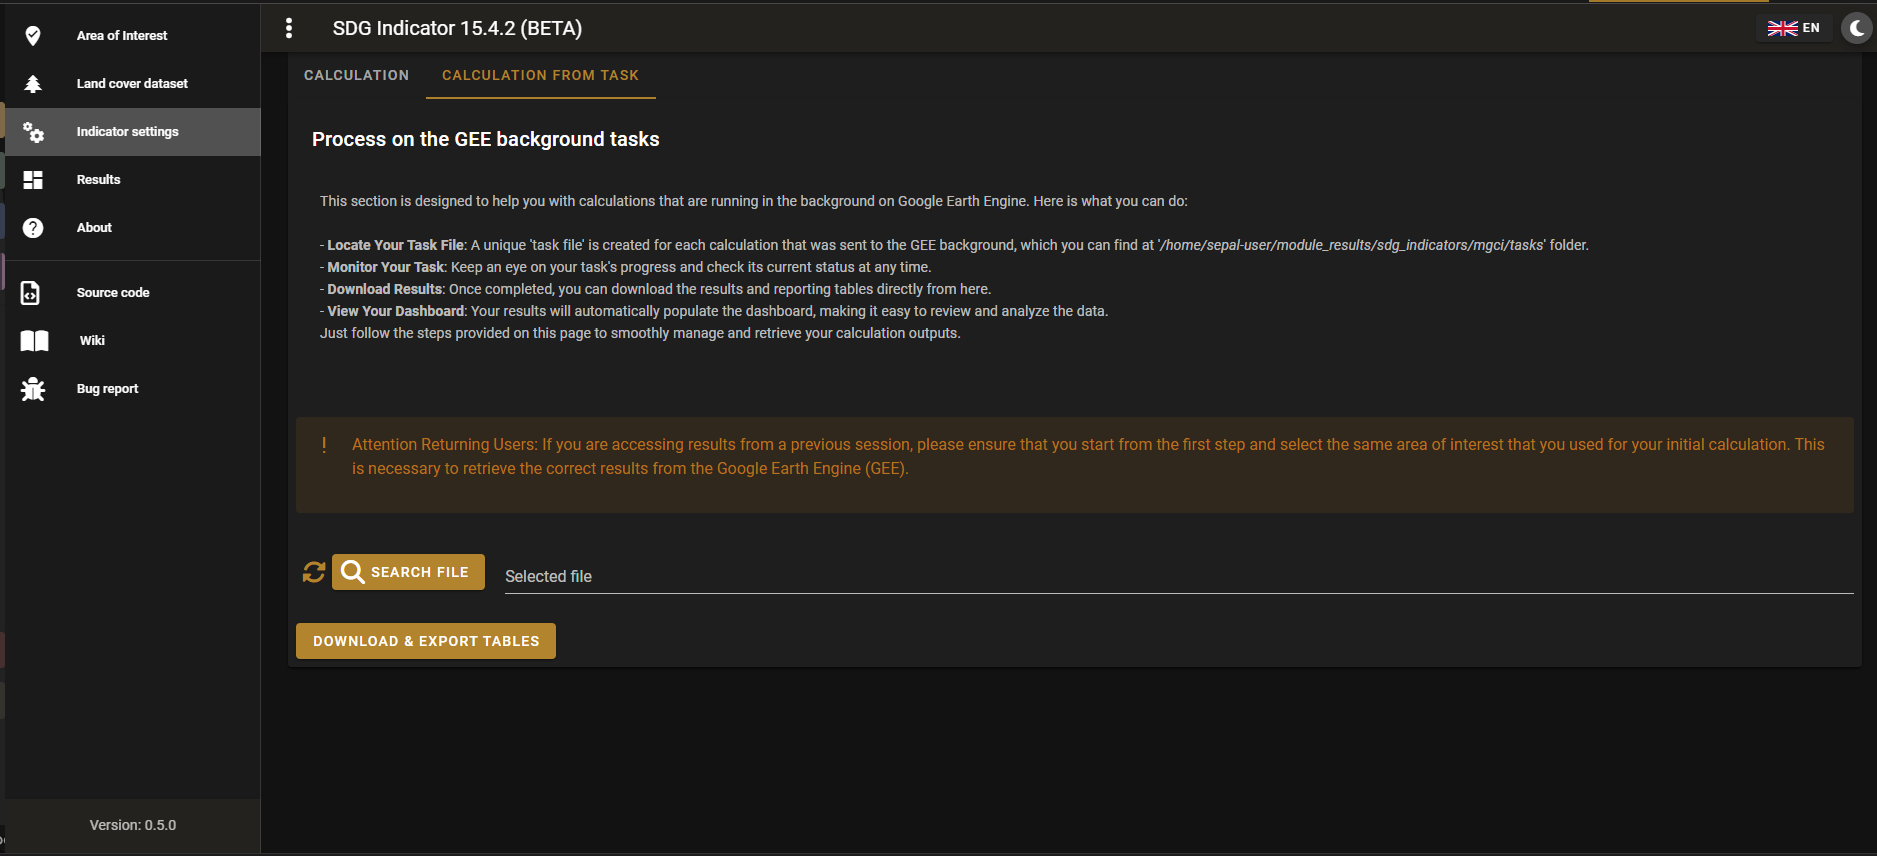 Area of Interest
Land cover dataset
Indicator settings
Results
About
Source code
Wiki
Bug report
Version: 0.5.0
SDG Indicator 15.4.2 (BETA)
EN
CALCULATION
CALCULATION FROM TASK
Process on the GEE background tasks
This section is designed to help you with calculations that are running in the background on Google Earth Engine. Here is what you can do:
- Locate Your Task File: A unique 'task file' is created for each calculation that was sent to the GEE background, which you can find at '/home/sepal-user/module_results/sdg_indicators/mgci/tasks' folder.
- Monitor Your Task: Keep an eye on your task's progress and check its current status at any time.
- Download Results: Once completed, you can download the results and reporting tables directly from here.
- View Your Dashboard: Your results will automatically populate the dashboard, making it easy to review and analyze the data.
Just follow the steps provided on this page to smoothly manage and retrieve your calculation outputs.
Attention Returning Users: If you are accessing results from a previous session, please ensure that you start from the first step and select the same area of interest that you used for your initial calculation. This
is necessary to retrieve the correct results from the Google Earth Engine (GEE).
SEARCH FILE
Selected file
DOWNLOAD & EXPORT TABLES